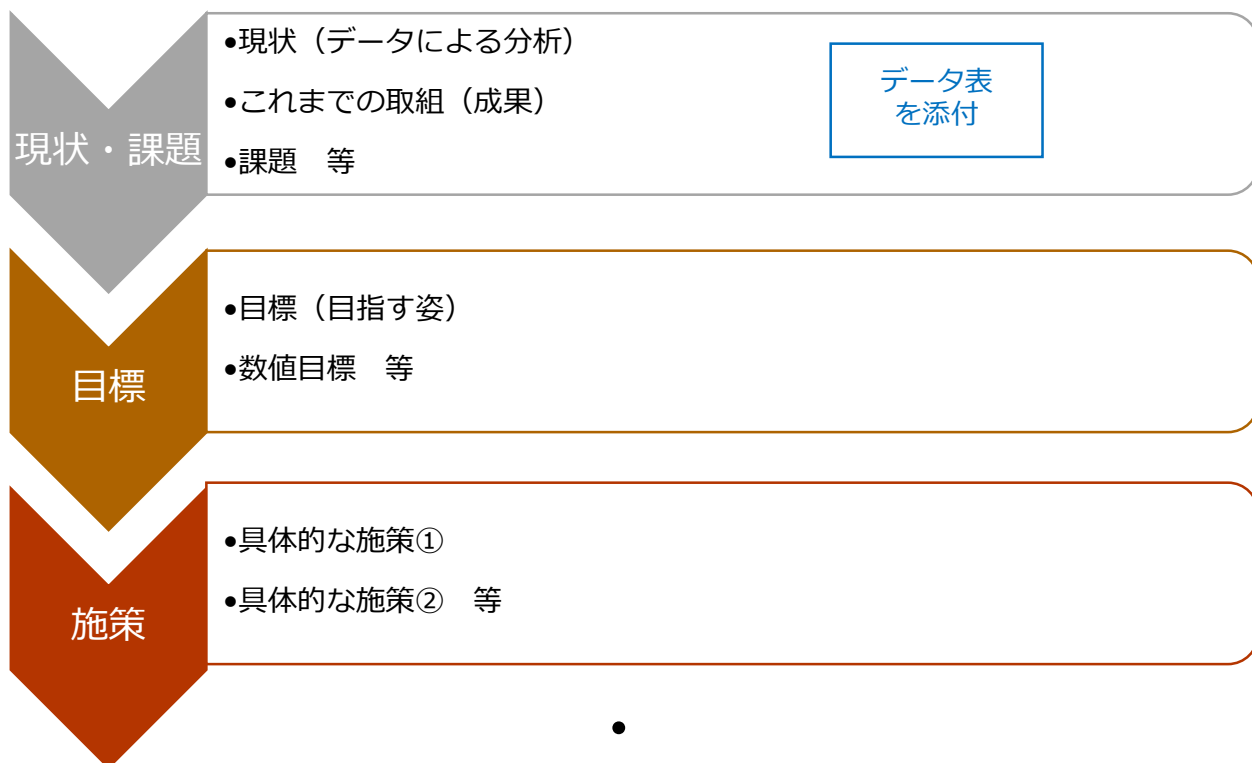 現状・課題
•現状（データによる分析）
•これまでの取組（成果）
•課題　等
データ表
を添付
目標
•目標（目指す姿）
•数値目標　等
施策
•具体的な施策①
•具体的な施策②　等
•